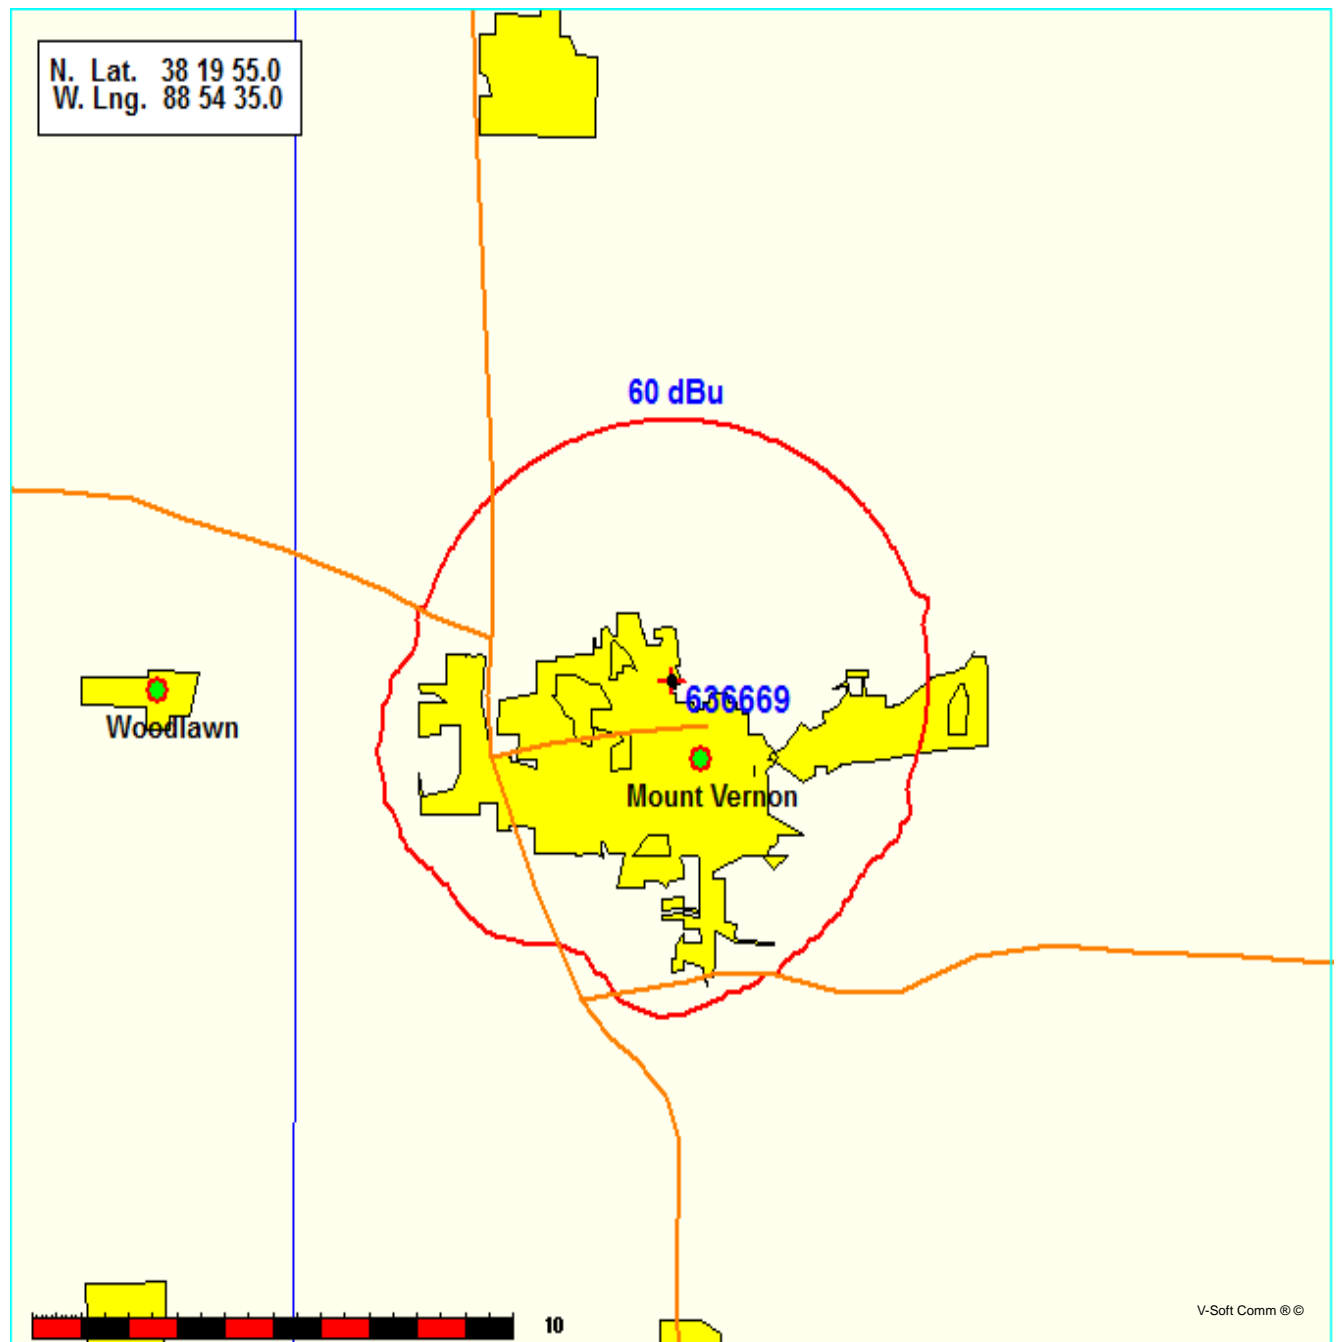 N. Lat. 38 19 55.0
W. Lng. 88 54 35.0
60 dBu
636669
Woodlawn
Mount Vernon
V-Soft Comm ® ©
10